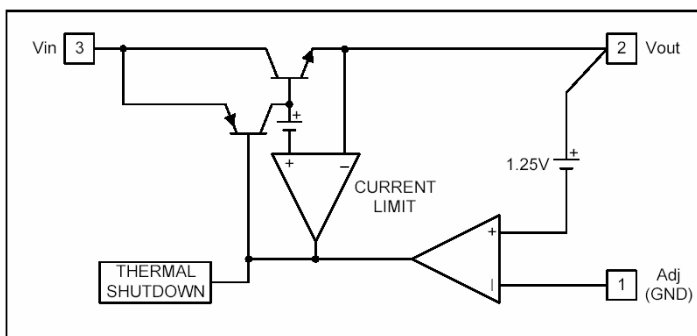 Vin 3
2 Vout
+
+
–
CURRENT
LIMIT
1.25V
+
+
–
THERMAL
SHUTDOWN
1
Adj
(GND)